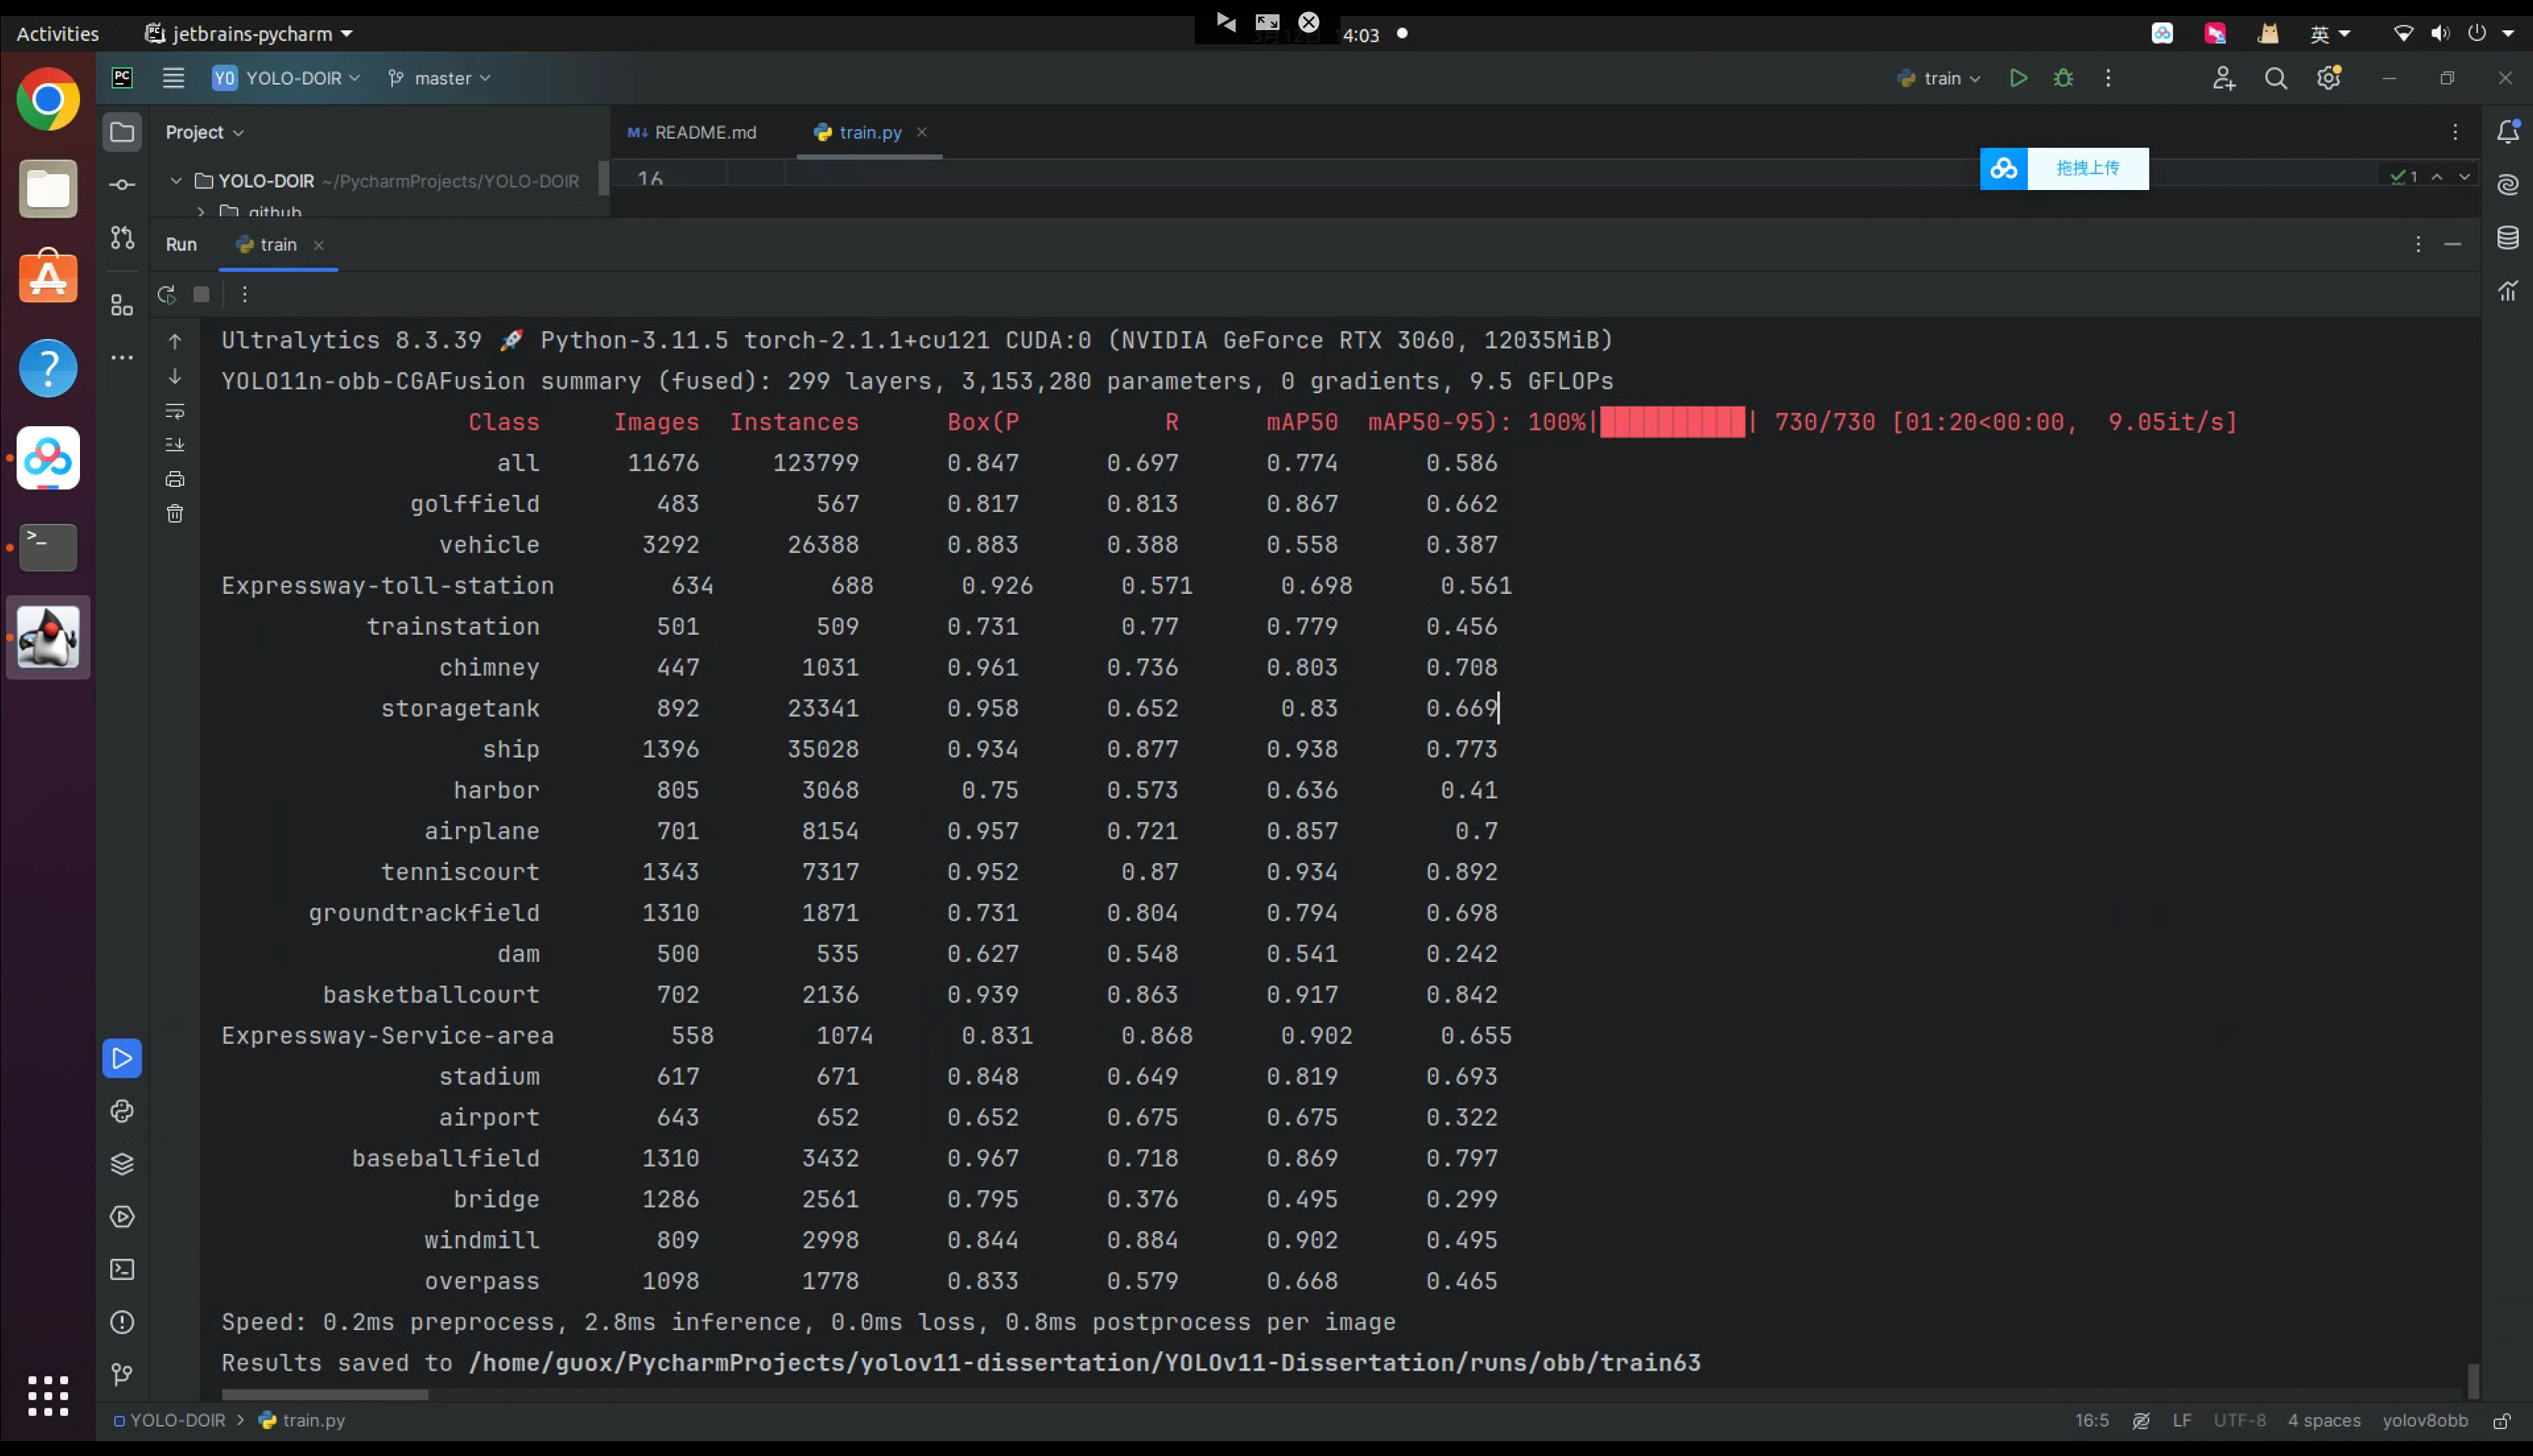 Activities jetbrains-pycharm 4:03 英
PC YO YOLO-DOIR master train
Project README.md train.py
拖拽上传
YOLO-DOIR ~/PycharmProjects/YOLO-DOIR 16 1
.github
Run train
Ultralytics 8.3.39 🚀 Python-3.11.5 torch-2.1.1+cu121 CUDA:0 (NVIDIA GeForce RTX 3060, 12035MiB)
YOLO11n-obb-CGAFusion summary (fused): 299 layers, 3,153,280 parameters, 0 gradients, 9.5 GFLOPs
Class Images Instances Box(P R mAP50 mAP50-95): 100%|██████████| 730/730 [01:20<00:00, 9.05it/s]
all 11676 123799 0.847 0.697 0.774 0.586
golffield 483 567 0.817 0.813 0.867 0.662
vehicle 3292 26388 0.883 0.388 0.558 0.387
Expressway-toll-station 634 688 0.926 0.571 0.698 0.561
trainstation 501 509 0.731 0.77 0.779 0.456
chimney 447 1031 0.961 0.736 0.803 0.708
storagetank 892 23341 0.958 0.652 0.83 0.669
ship 1396 35028 0.934 0.877 0.938 0.773
harbor 805 3068 0.75 0.573 0.636 0.41
airplane 701 8154 0.957 0.721 0.857 0.7
tenniscourt 1343 7317 0.952 0.87 0.934 0.892
groundtrackfield 1310 1871 0.731 0.804 0.794 0.698
dam 500 535 0.627 0.548 0.541 0.242
basketballcourt 702 2136 0.939 0.863 0.917 0.842
Expressway-Service-area 558 1074 0.831 0.868 0.902 0.655
stadium 617 671 0.848 0.649 0.819 0.693
airport 643 652 0.652 0.675 0.675 0.322
baseballfield 1310 3432 0.967 0.718 0.869 0.797
bridge 1286 2561 0.795 0.376 0.495 0.299
windmill 809 2998 0.844 0.884 0.902 0.495
overpass 1098 1778 0.833 0.579 0.668 0.465
Speed: 0.2ms preprocess, 2.8ms inference, 0.0ms loss, 0.8ms postprocess per image
Results saved to /home/guox/PycharmProjects/yolov11-dissertation/YOLOv11-Dissertation/runs/obb/train63
YOLO-DOIR > train.py 16:5 LF UTF-8 4 spaces yolov8obb